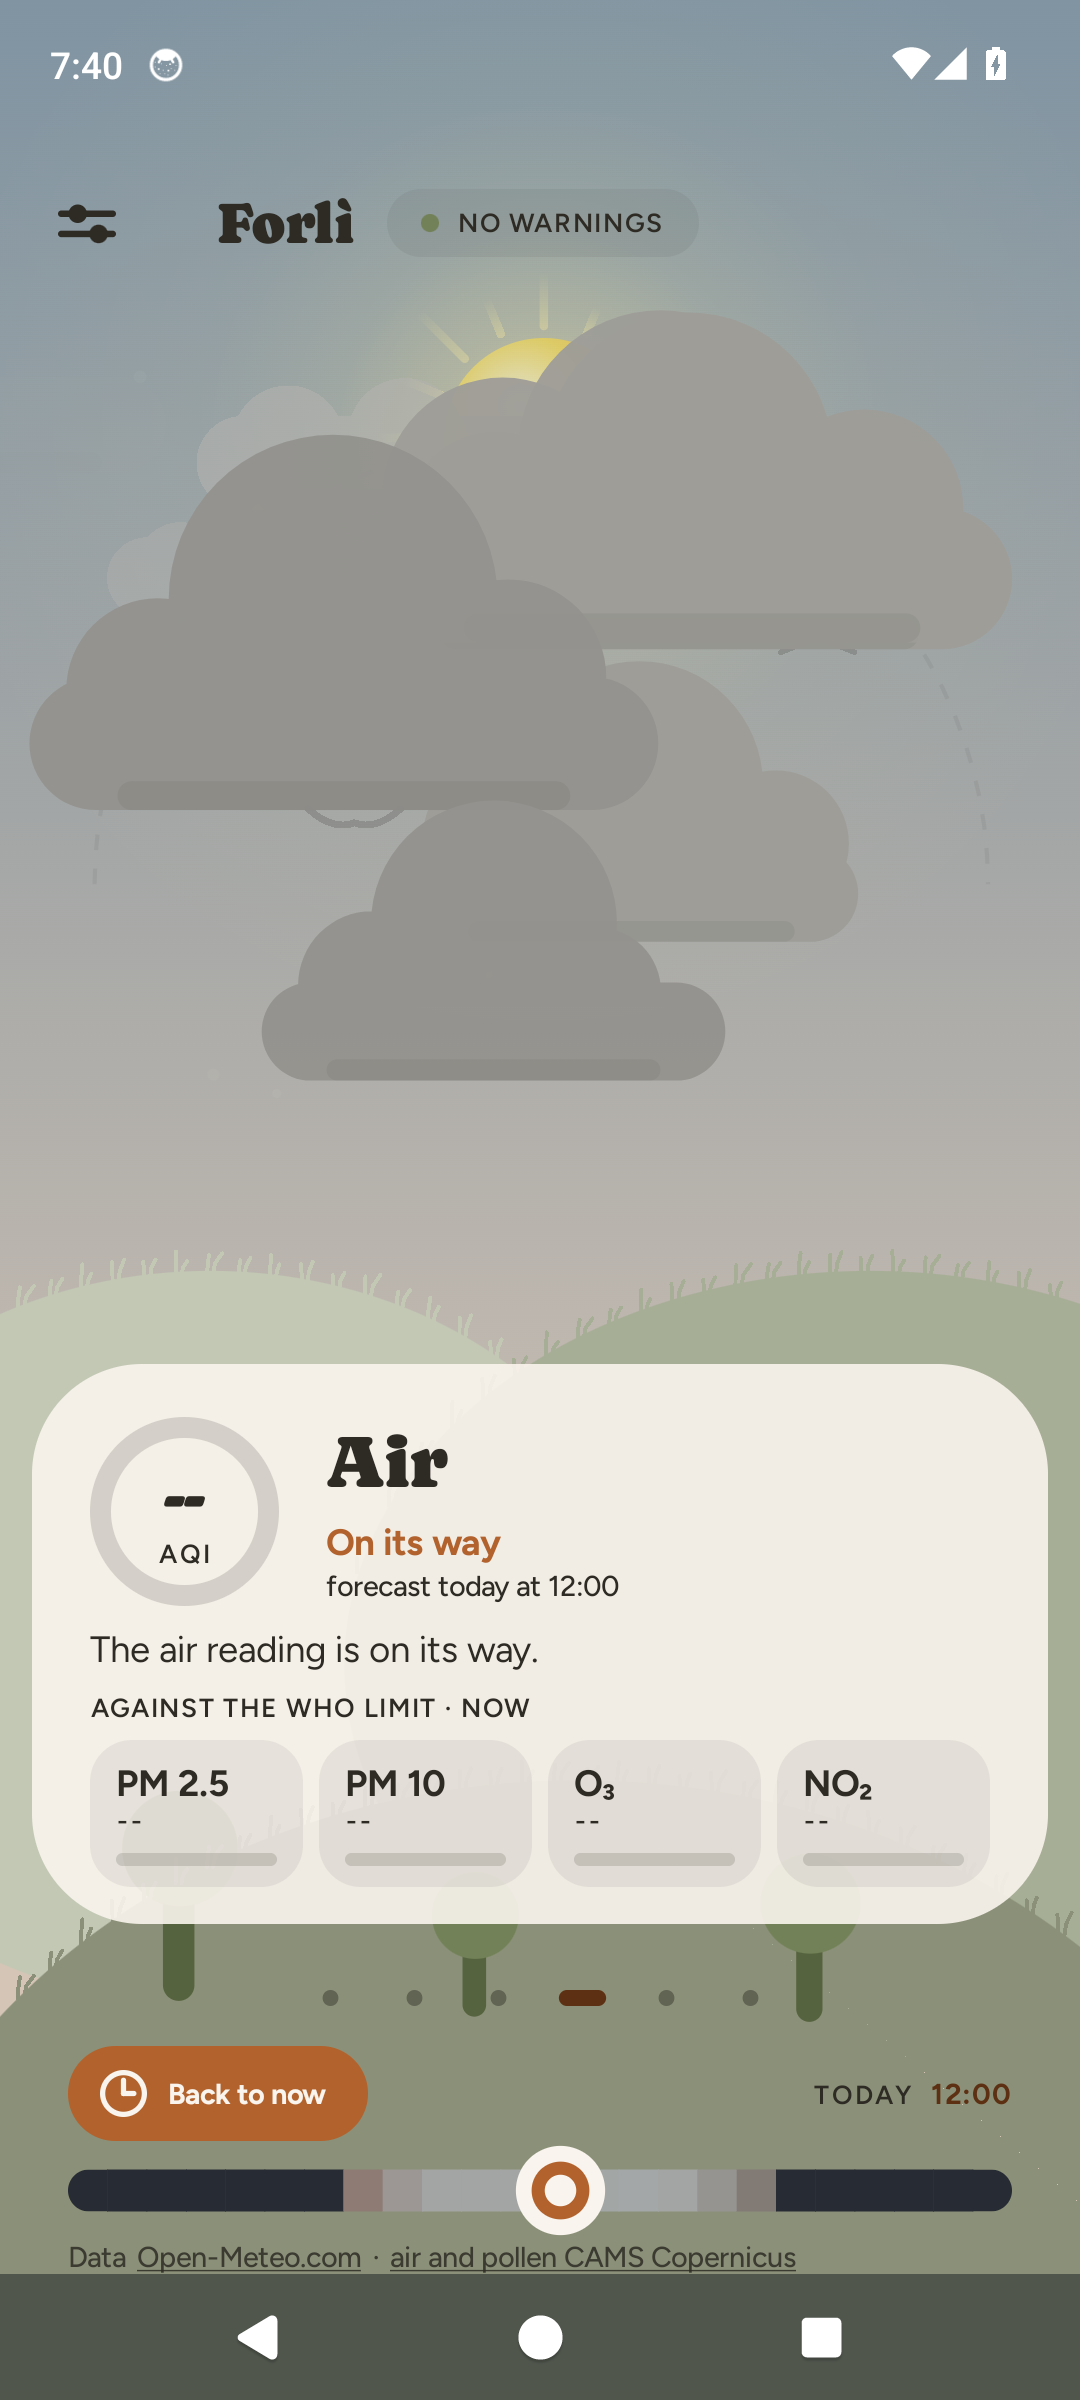 7:40
Forlì
NO WARNINGS
Air
--
AQI
On its way
forecast today at 12:00
The air reading is on its way.
AGAINST THE WHO LIMIT · NOW
PM 2.5
--
PM 10
--
O₃
--
NO₂
--
Back to now
TODAY 12:00
Data Open-Meteo.com · air and pollen CAMS Copernicus